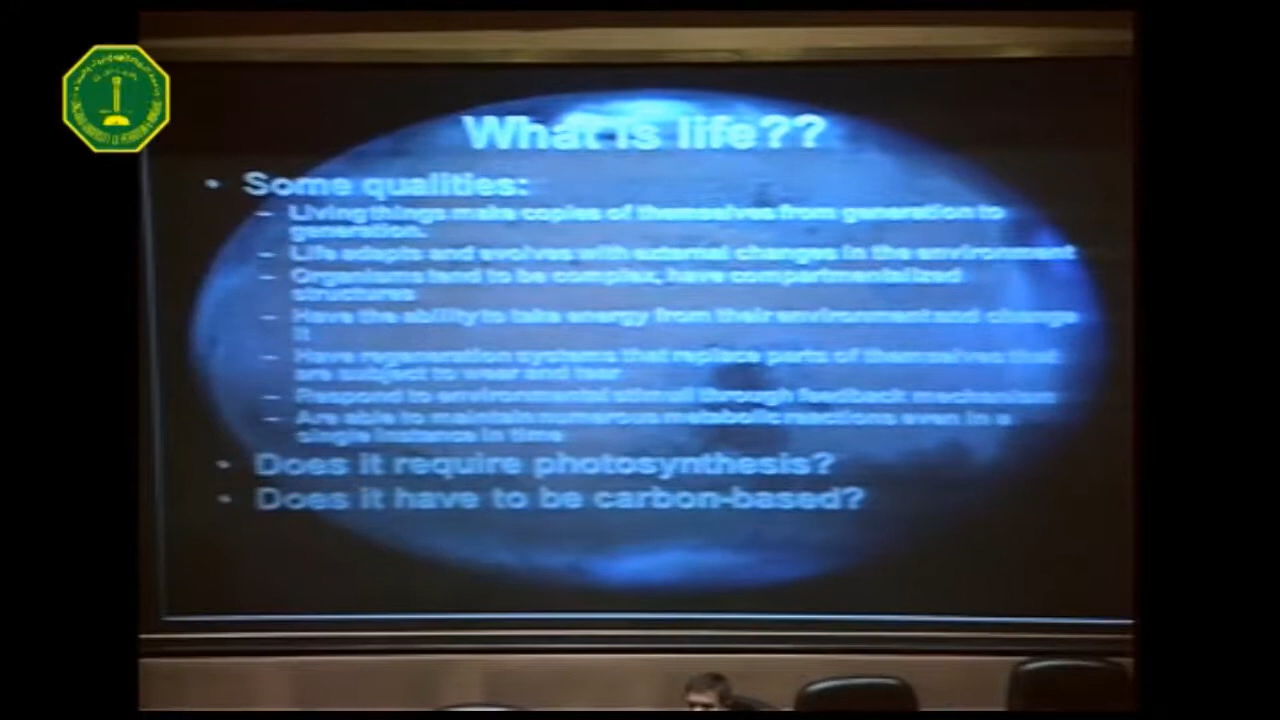 What is life??
• Some qualities:
– Living things make copies of themselves from generation to
generation.
– Life adapts and evolves with external changes in the environment
– Organisms tend to be complex, have compartmentalized
structures
– Have the ability to take energy from their environment and change
it
– Have regeneration systems that replace parts of themselves that
are subject to wear and tear
– Respond to environmental stimuli through feedback mechanisms
– Are able to maintain numerous metabolic reactions even in a
single instance in time
• Does it require photosynthesis?
• Does it have to be carbon-based?